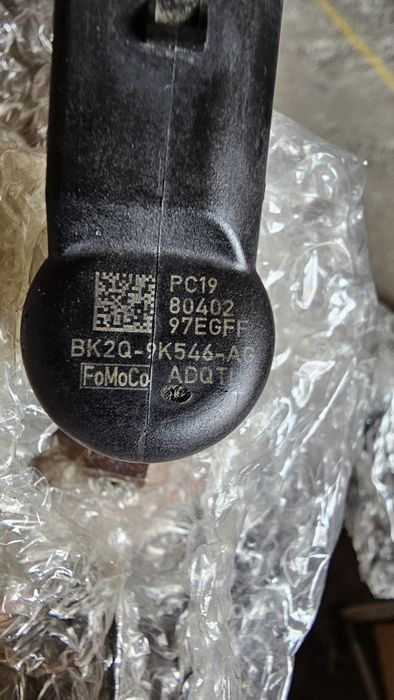 PC19
80402
97EGFF
BK2Q-9K546-AG
FoMoCo ADQT